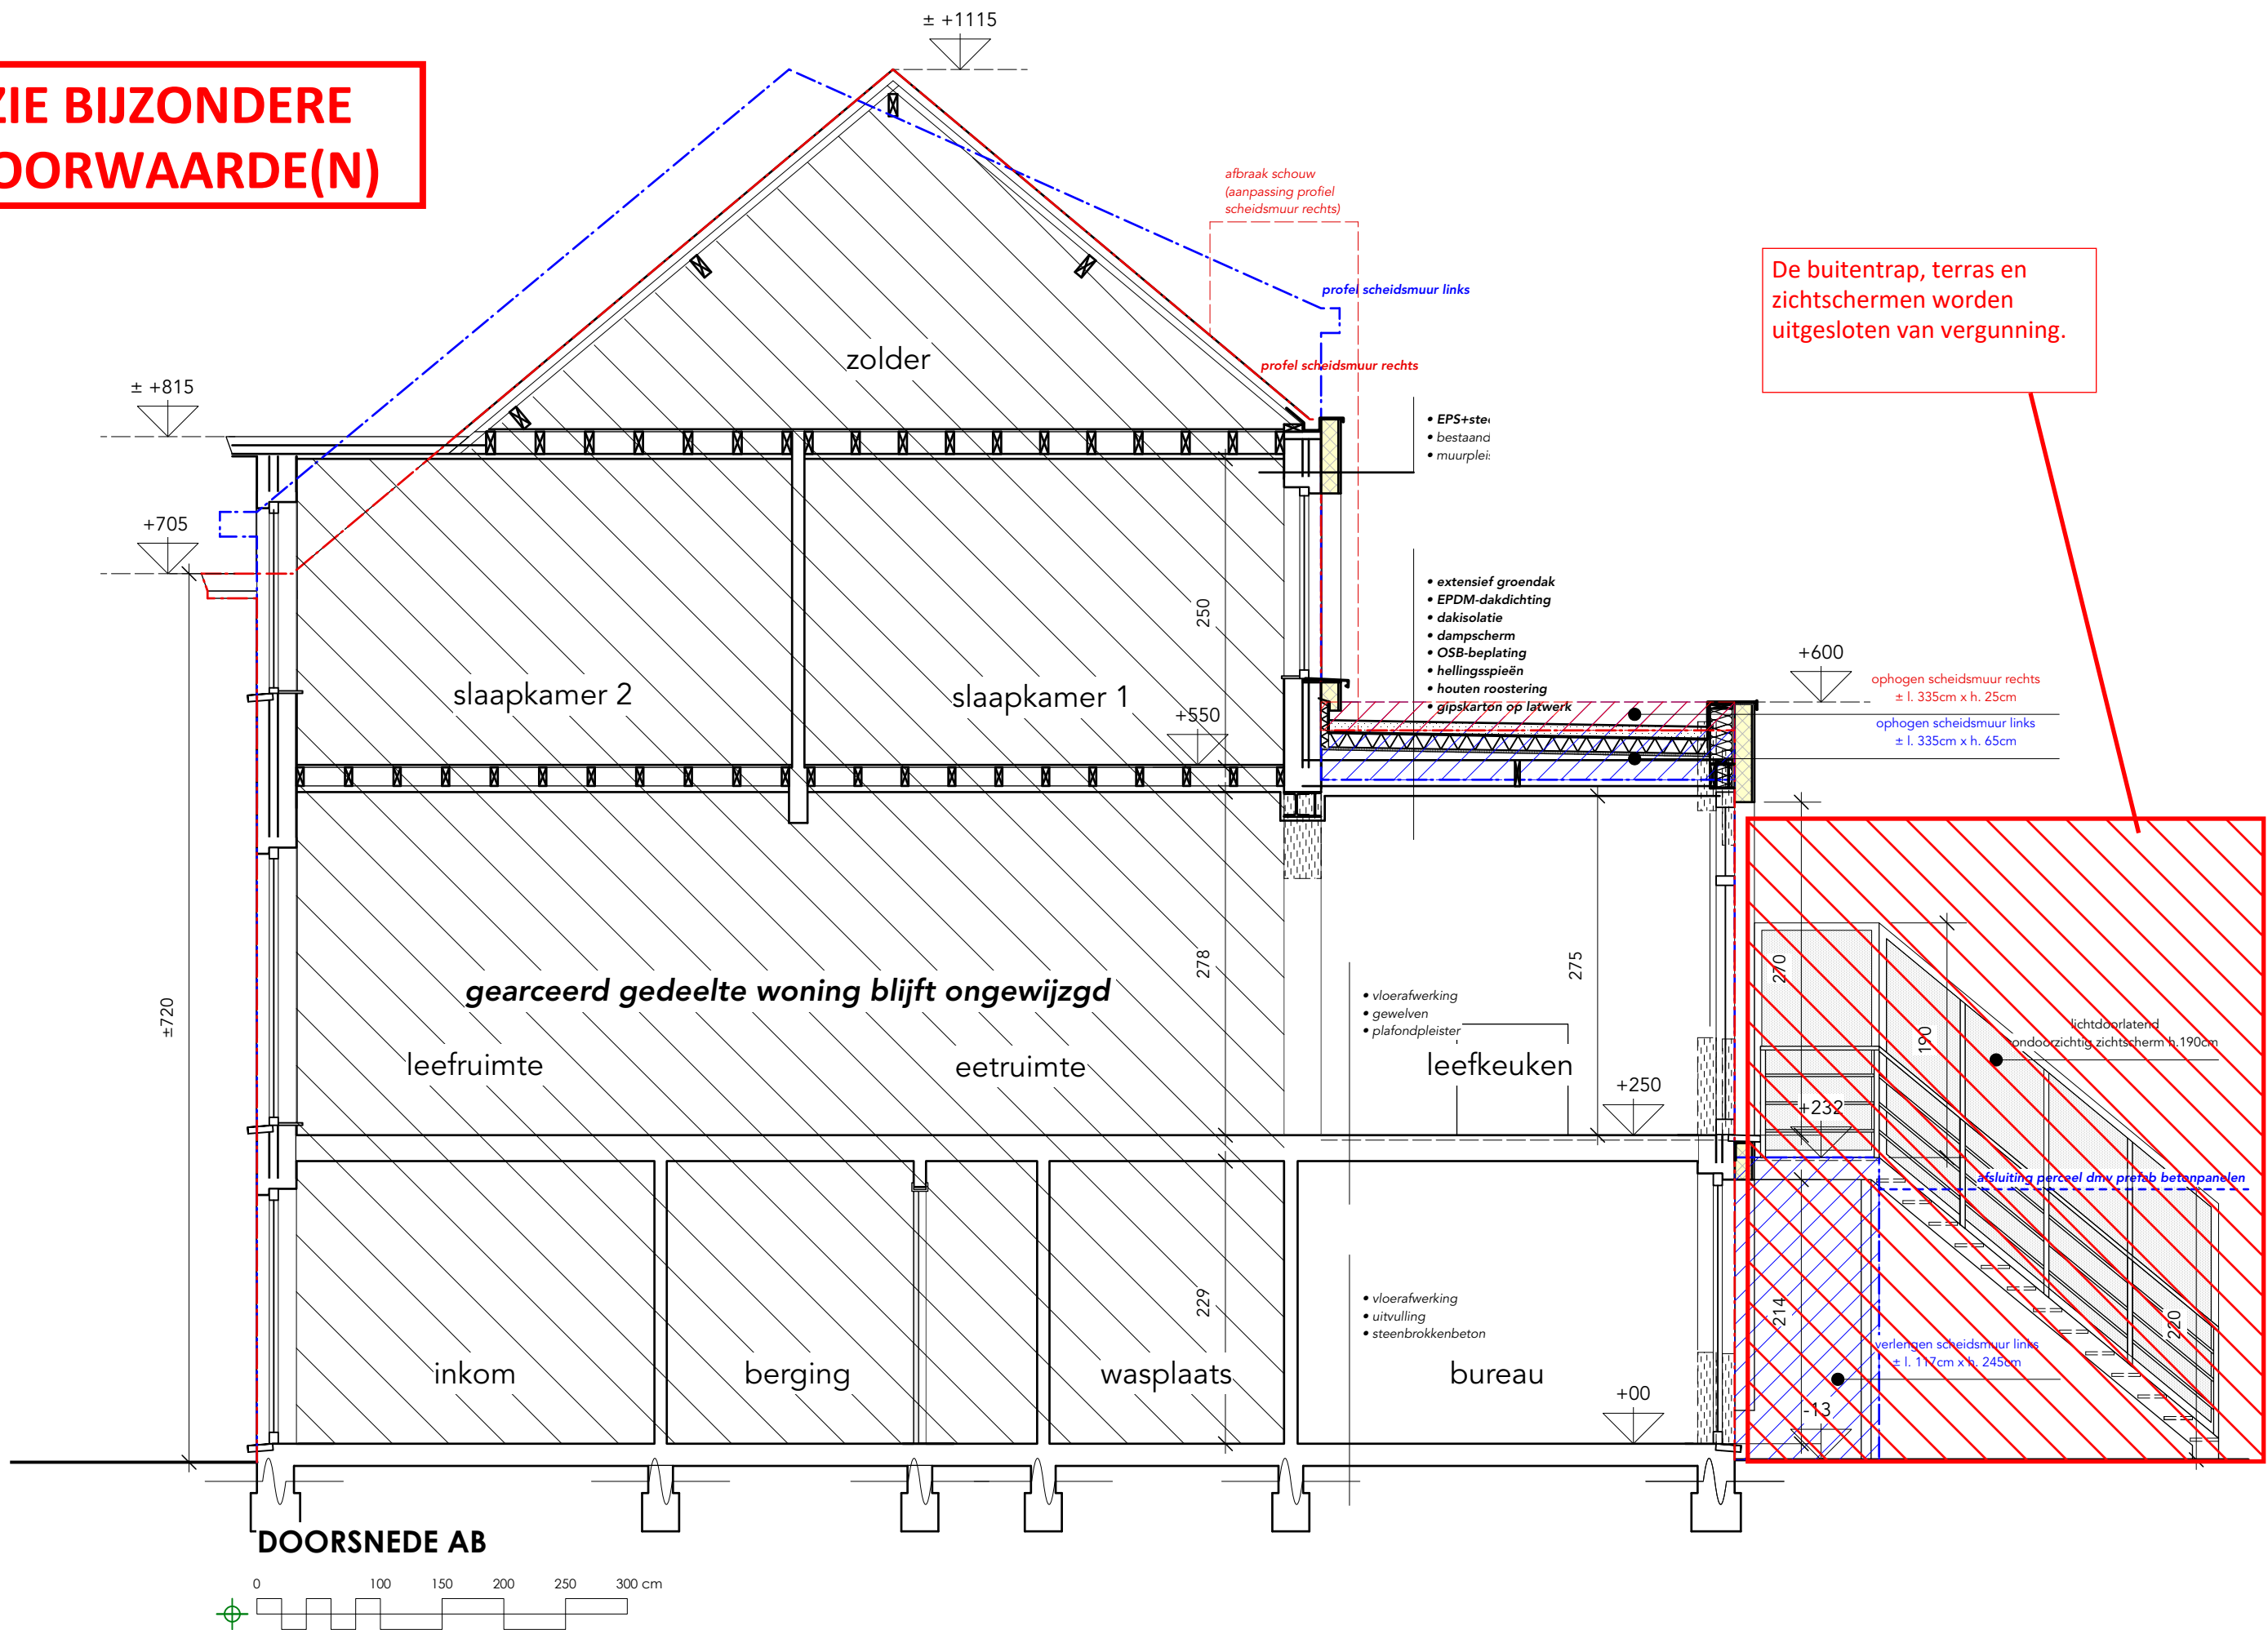 ± +1115
ZIE BIJZONDERE
OORWAARDE(N)
afbraak schouw
(aanpassing profiel
scheidsmuur rechts)
De buitentrap, terras en
zichtschermen worden
uitgesloten van vergunning.
profel scheidsmuur links
zolder
profel scheidsmuur rechts
± +815
• EPS+stee
• bestaand
• muurpleis
+705
• extensief groendak
• EPDM-dakdichting
• dakisolatie
• dampscherm
• OSB-beplating
• hellingsspieën
• houten roostering
• gipskarton op latwerk
250
+600
ophogen scheidsmuur rechts
± l. 335cm x h. 25cm
ophogen scheidsmuur links
± l. 335cm x h. 65cm
slaapkamer 2
slaapkamer 1
+550
278
275
270
190
gearceerd gedeelte woning blijft ongewijzgd
• vloerafwerking
• gewelven
• plafondpleister
±720
lichtdoorlatend
ondoorzichtig zichtscherm h.190cm
leefruimte
eetruimte
leefkeuken
+250
+232
afsluiting perceel dmv prefab betonpanelen
229
• vloerafwerking
• uitvulling
• steenbrokkenbeton
214
220
verlengen scheidsmuur links
± l. 117cm x h. 245cm
inkom
berging
wasplaats
bureau
+00
-13
DOORSNEDE AB
0 100 150 200 250 300 cm